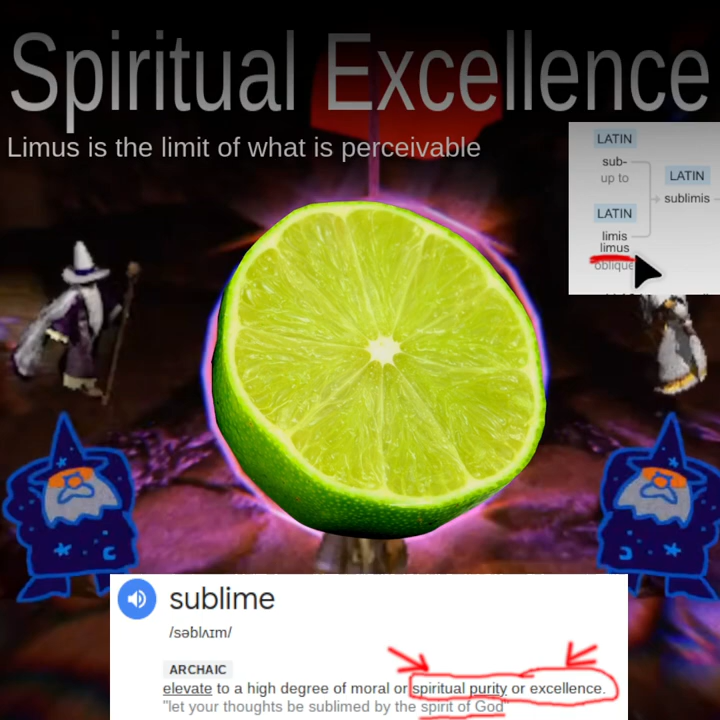 Spiritual Excellence
Limus is the limit of what is perceivable
LATIN
sub-
up to
LATIN
sublimis
LATIN
limis
limus
oblique
sublime
/səblʌɪm/
ARCHAIC
elevate to a high degree of moral or spiritual purity or excellence.
"let your thoughts be sublimed by the spirit of God"